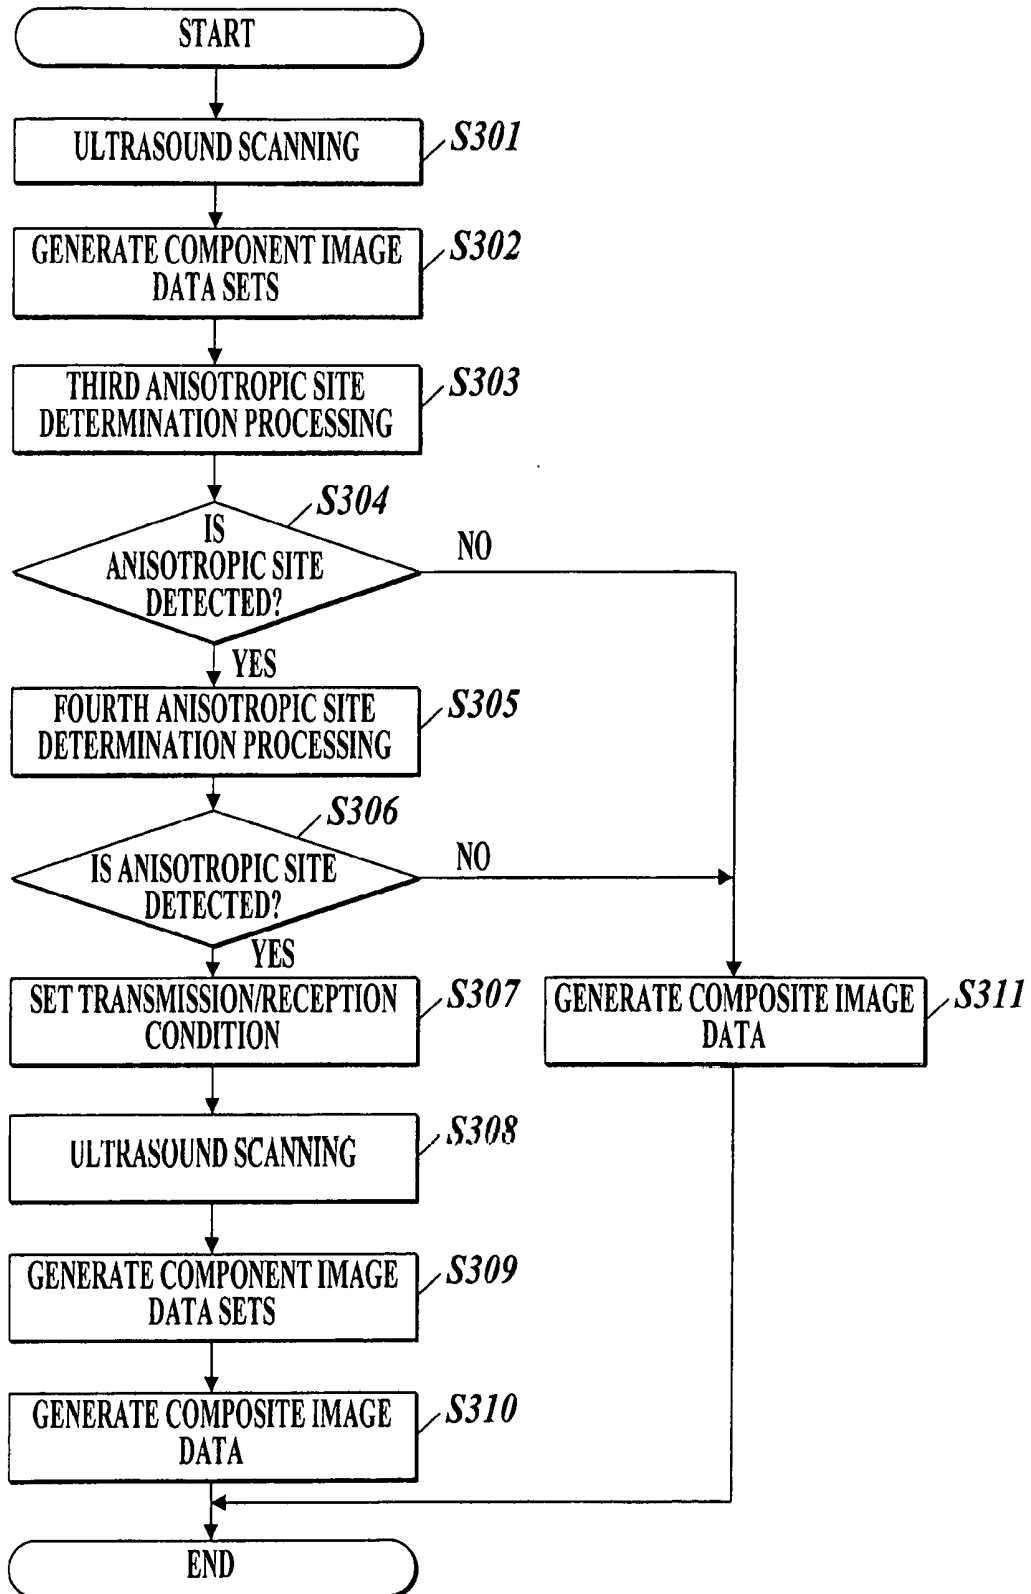 START
ULTRASOUND SCANNING
S301
GENERATE COMPONENT IMAGE
DATA SETS
S302
THIRD ANISOTROPIC SITE
DETERMINATION PROCESSING
S303
S304
IS
ANISOTROPIC SITE
DETECTED?
NO
YES
FOURTH ANISOTROPIC SITE
DETERMINATION PROCESSING
S305
S306
IS ANISOTROPIC SITE
DETECTED?
NO
YES
SET TRANSMISSION/RECEPTION
CONDITION
S307
GENERATE COMPOSITE IMAGE
DATA
S311
ULTRASOUND SCANNING
S308
GENERATE COMPONENT IMAGE
DATA SETS
S309
GENERATE COMPOSITE IMAGE
DATA
S310
END